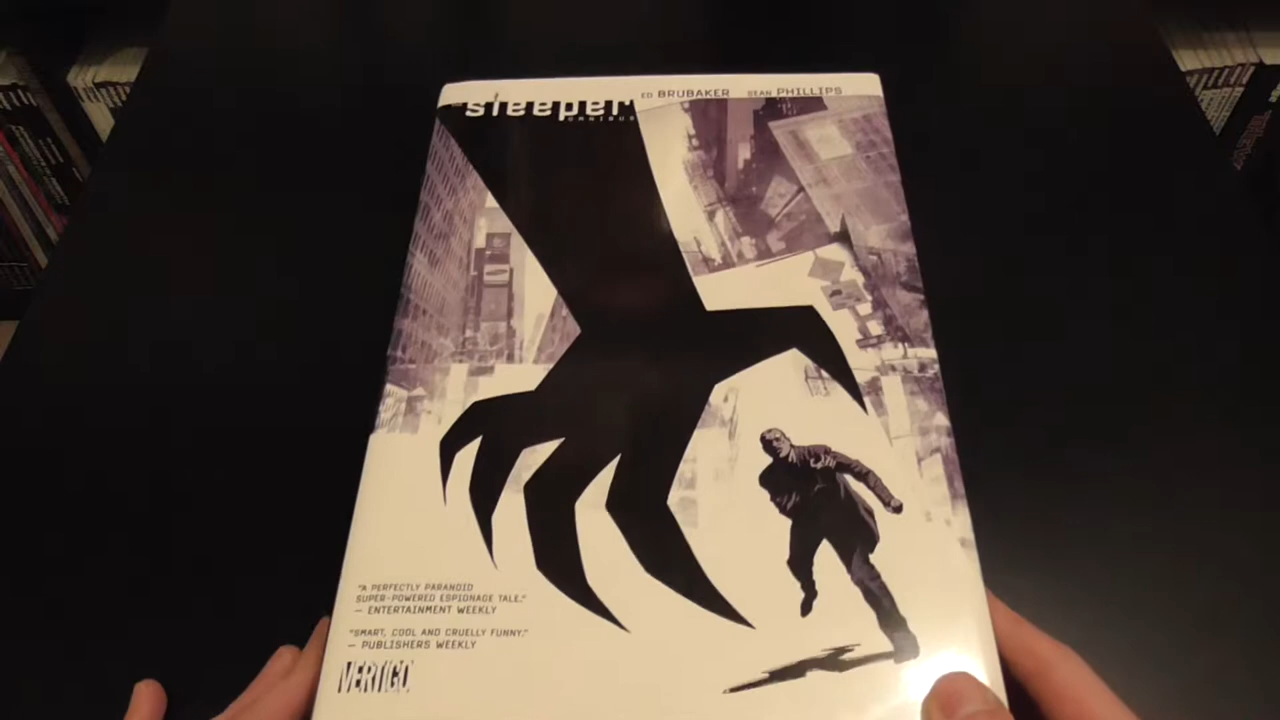 THE sleeper ED BRUBAKER SEAN PHILLIPS
OMNIBUS
"A PERFECTLY PARANOID
SUPER-POWERED ESPIONAGE TALE."
— ENTERTAINMENT WEEKLY
"SMART, COOL AND CRUELLY FUNNY."
— PUBLISHERS WEEKLY
VERTIGO